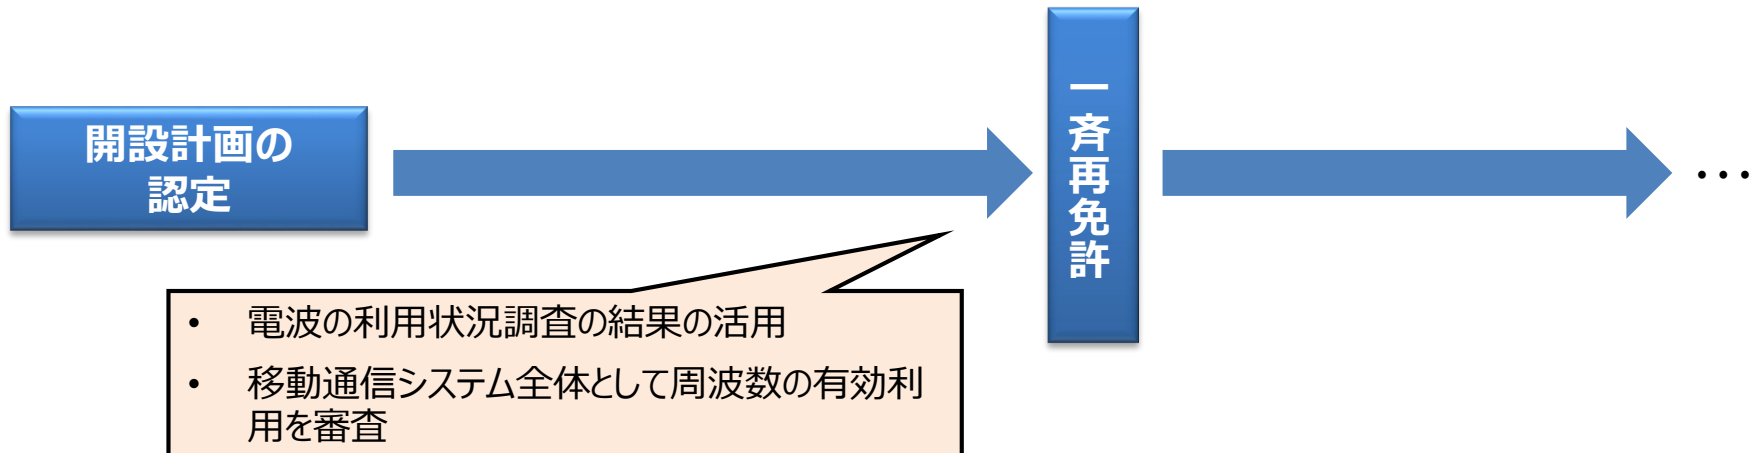 開設計画の
認定
一斉再免許
・・・
• 電波の利用状況調査の結果の活用
• 移動通信システム全体として周波数の有効利
用を審査